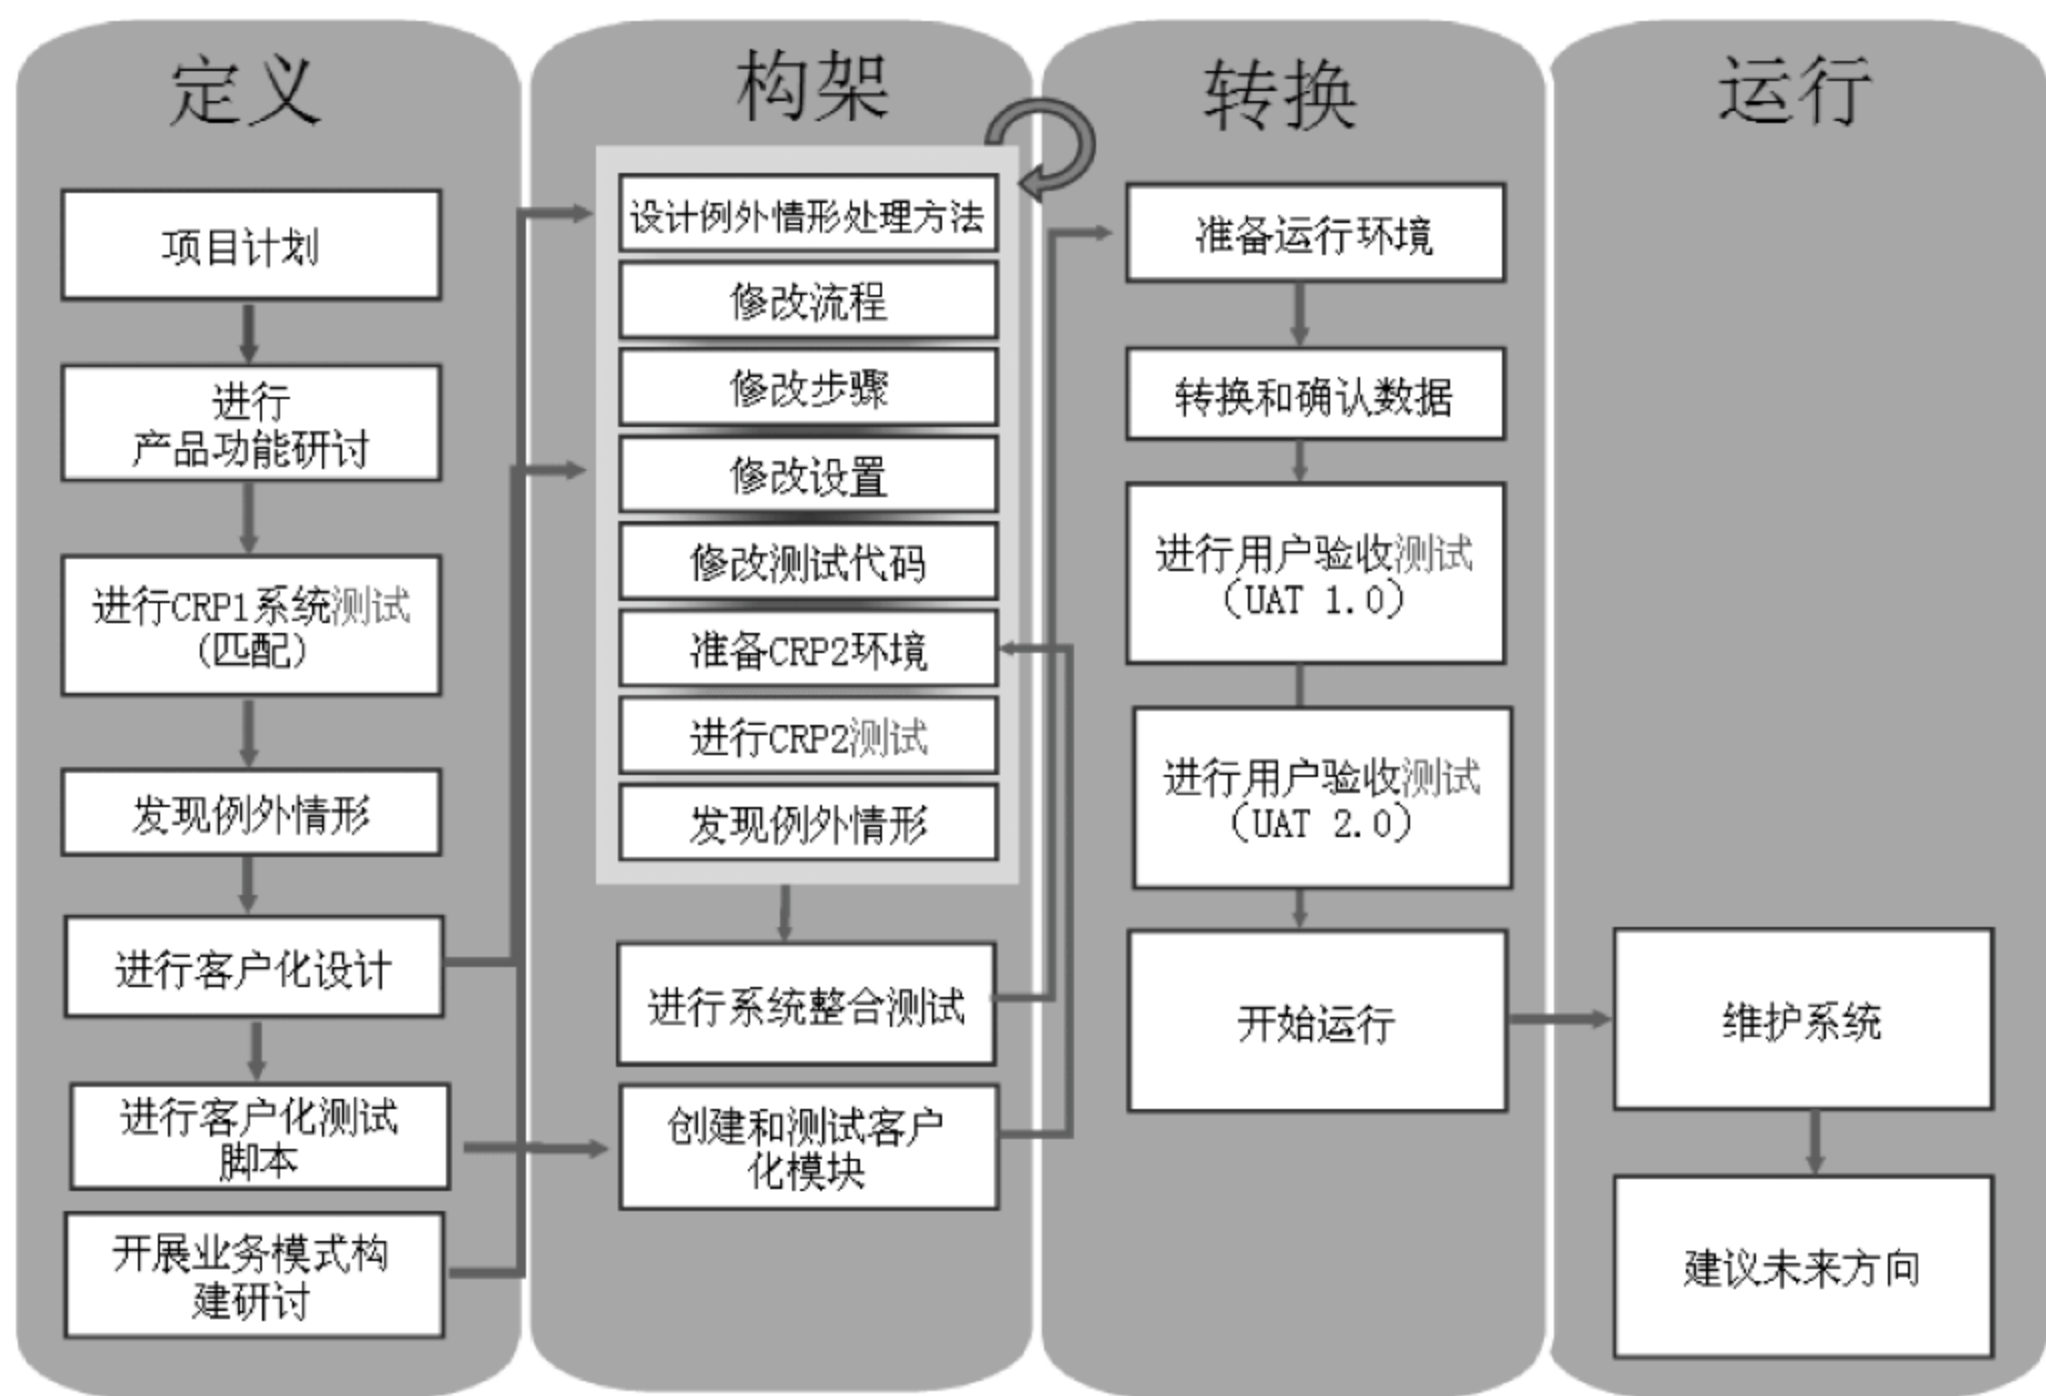 定义
项目计划
进行
产品功能研讨
进行CRP1系统测试
(匹配)
发现例外情形
进行客户化设计
进行客户化测试
脚本
开展业务模式构
建研讨
构架
设计例外情形处理方法
修改流程
修改步骤
修改设置
修改测试代码
准备CRP2环境
进行CRP2测试
发现例外情形
进行系统整合测试
创建和测试客户
化模块
转换
准备运行环境
转换和确认数据
进行用户验收测试
(UAT 1.0)
进行用户验收测试
(UAT 2.0)
开始运行
运行
维护系统
建议未来方向